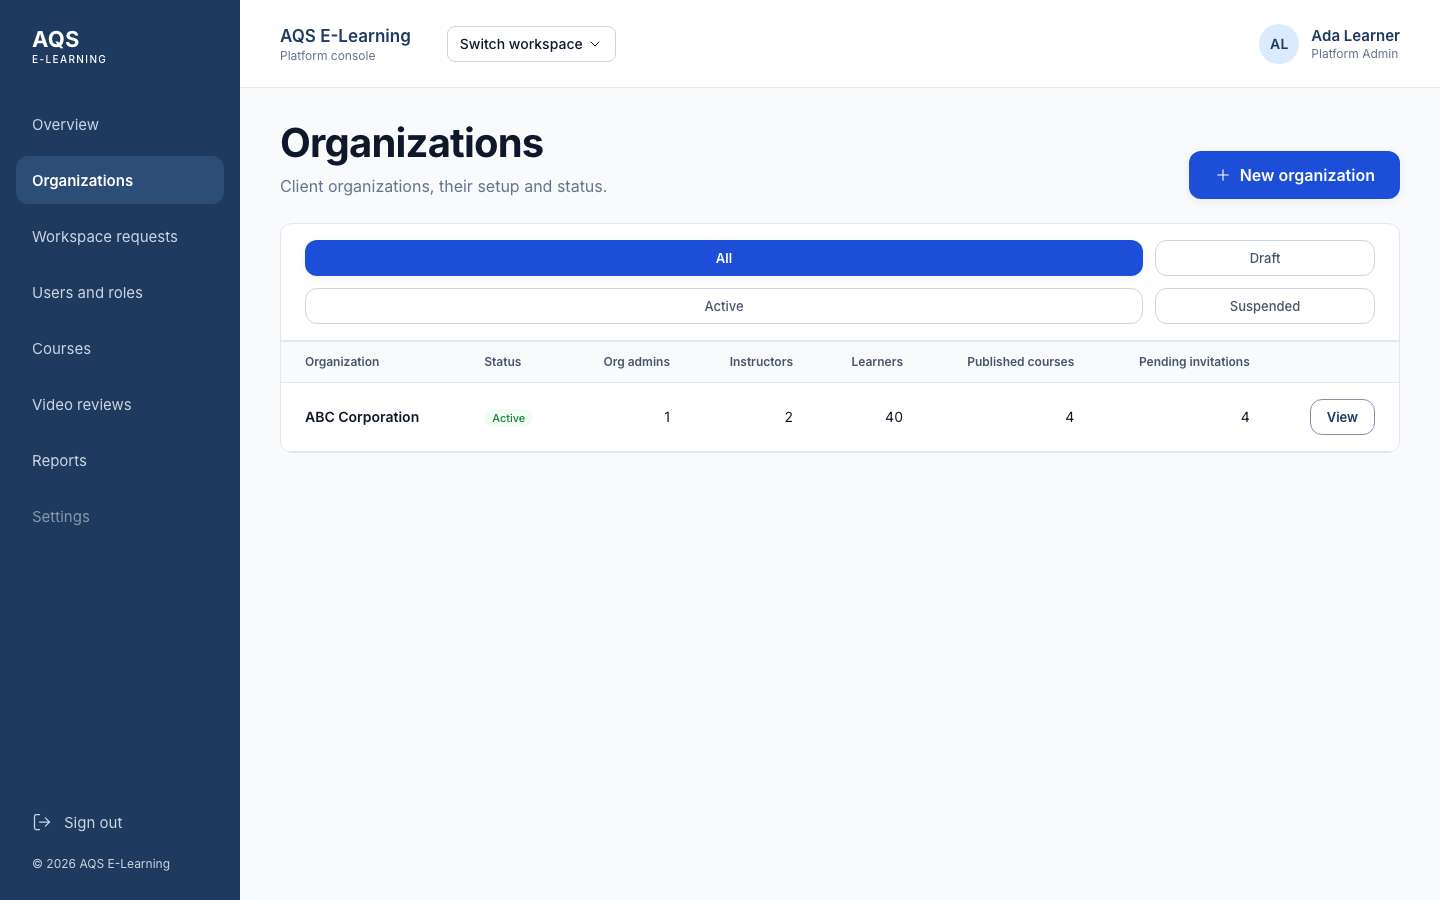 AQS
E-LEARNING
Overview
Organizations
Workspace requests
Users and roles
Courses
Video reviews
Reports
Settings
Sign out
© 2026 AQS E-Learning
AQS E-Learning
Platform console
Switch workspace
AL
Ada Learner
Platform Admin
Organizations
Client organizations, their setup and status.
+ New organization
All
Draft
Active
Suspended
Organization Status Org admins Instructors Learners Published courses Pending invitations
ABC Corporation Active 1 2 40 4 4 View